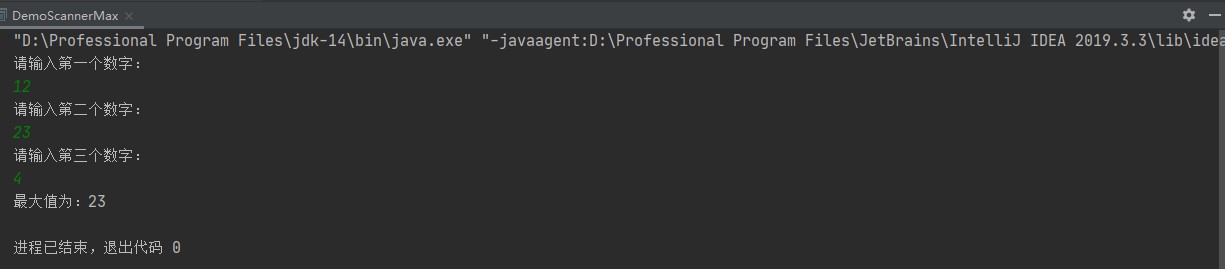 DemoScannerMax
"D:\Professional Program Files\jdk-14\bin\java.exe" "-javaagent:D:\Professional Program Files\JetBrains\IntelliJ IDEA 2019.3.3\lib\idea
请输入第一个数字：
12
请输入第二个数字：
23
请输入第三个数字：
4
最大值为：23
进程已结束，退出代码 0